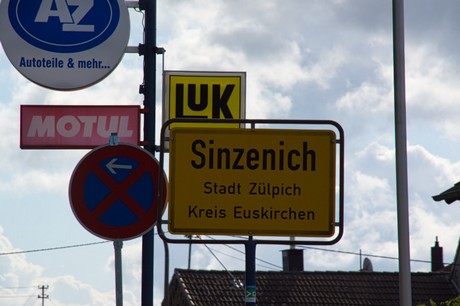 AZ
Autoteile & mehr...
MOTUL
LUK
Sinzenich
Stadt Zülpich
Kreis Euskirchen